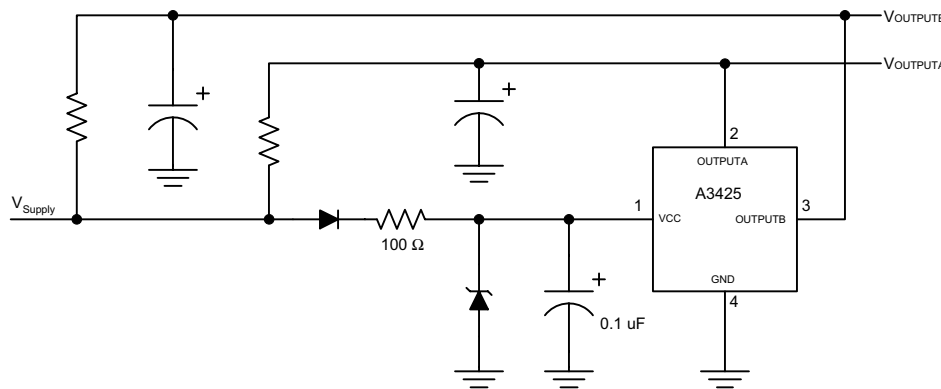 VOUTPUTB
VOUTPUTA
2
OUTPUTA
A3425
VSupply
1
VCC
OUTPUTB
3
100 Ω
GND
4
0.1 uF